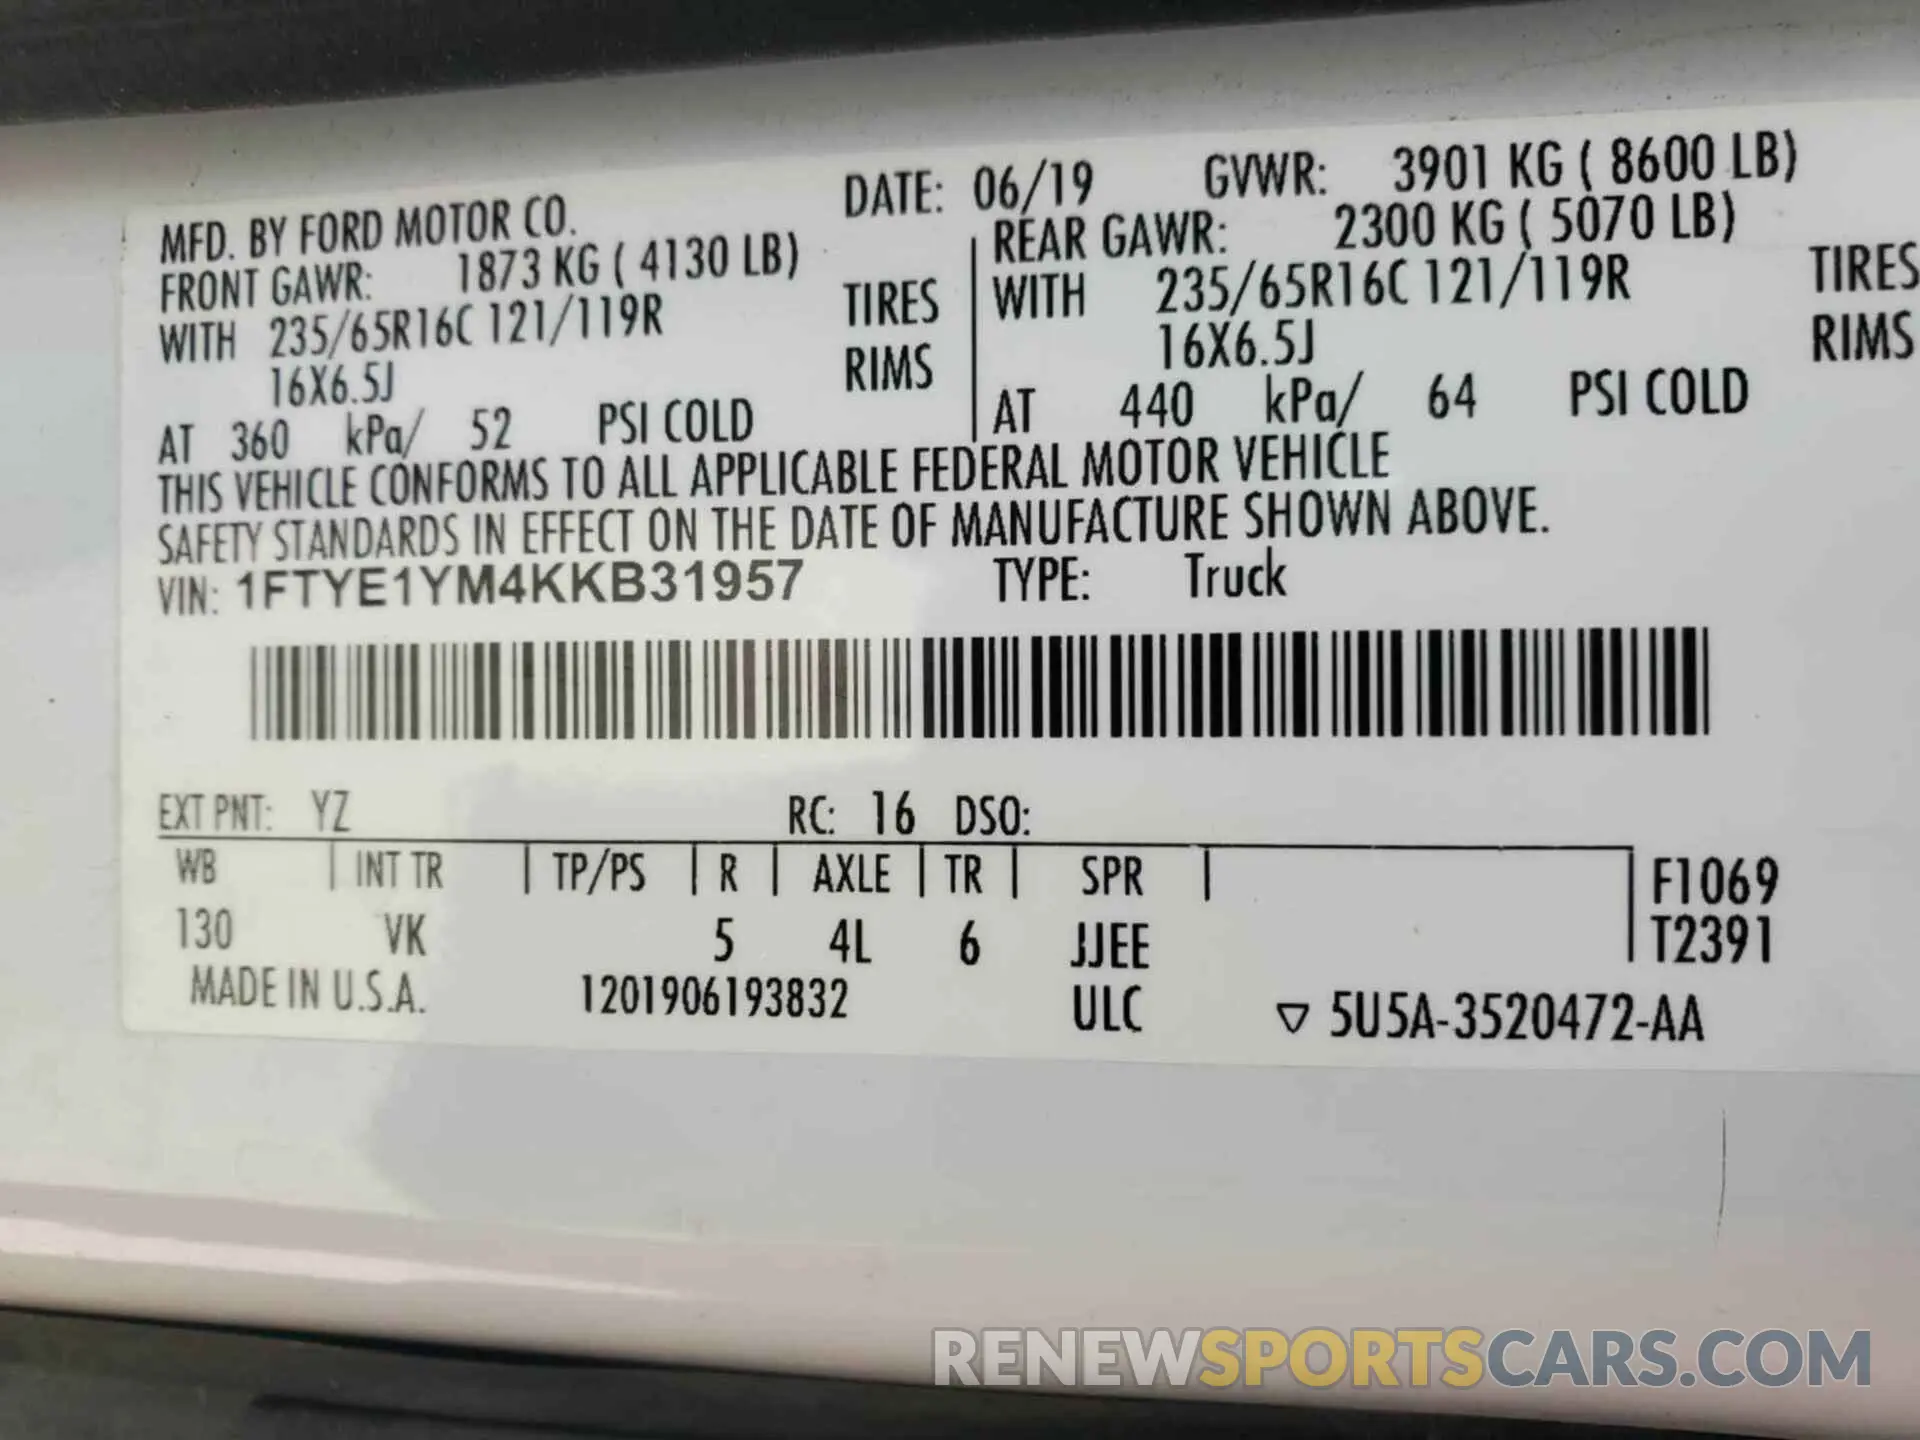 MFD. BY FORD MOTOR CO. DATE: 06/19 GVWR: 3901 KG ( 8600 LB)
FRONT GAWR: 1873 KG ( 4130 LB) REAR GAWR: 2300 KG ( 5070 LB)
WITH 235/65R16C 121/119R TIRES WITH 235/65R16C 121/119R TIRES
16X6.5J RIMS 16X6.5J RIMS
AT 360 kPa/ 52 PSI COLD AT 440 kPa/ 64 PSI COLD
THIS VEHICLE CONFORMS TO ALL APPLICABLE FEDERAL MOTOR VEHICLE
SAFETY STANDARDS IN EFFECT ON THE DATE OF MANUFACTURE SHOWN ABOVE.
VIN: 1FTYE1YM4KKB31957 TYPE: Truck
EXT PNT: YZ RC: 16 DSO:
WB INT TR TP/PS R AXLE TR SPR F1069
130 VK 5 4L 6 JJEE T2391
MADE IN U.S.A. 1201906193832 ULC ▽ 5U5A-3520472-AA
RENEWSPORTSCARS.COM